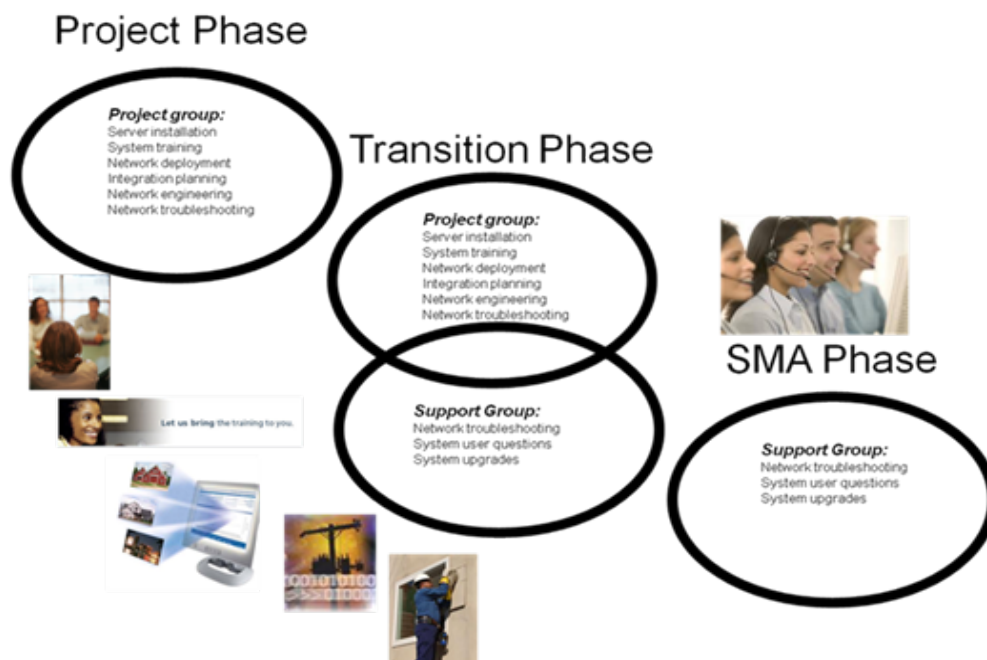 Project Phase
Project group:
Server installation
System training
Network deployment
Integration planning
Network engineering
Network troubleshooting
Transition Phase
Project group:
Server installation
System training
Network deployment
Integration planning
Network engineering
Network troubleshooting
Support Group:
Network troubleshooting
System user questions
System upgrades
SMA Phase
Support Group:
Network troubleshooting
System user questions
System upgrades
Let us bring the training to you.